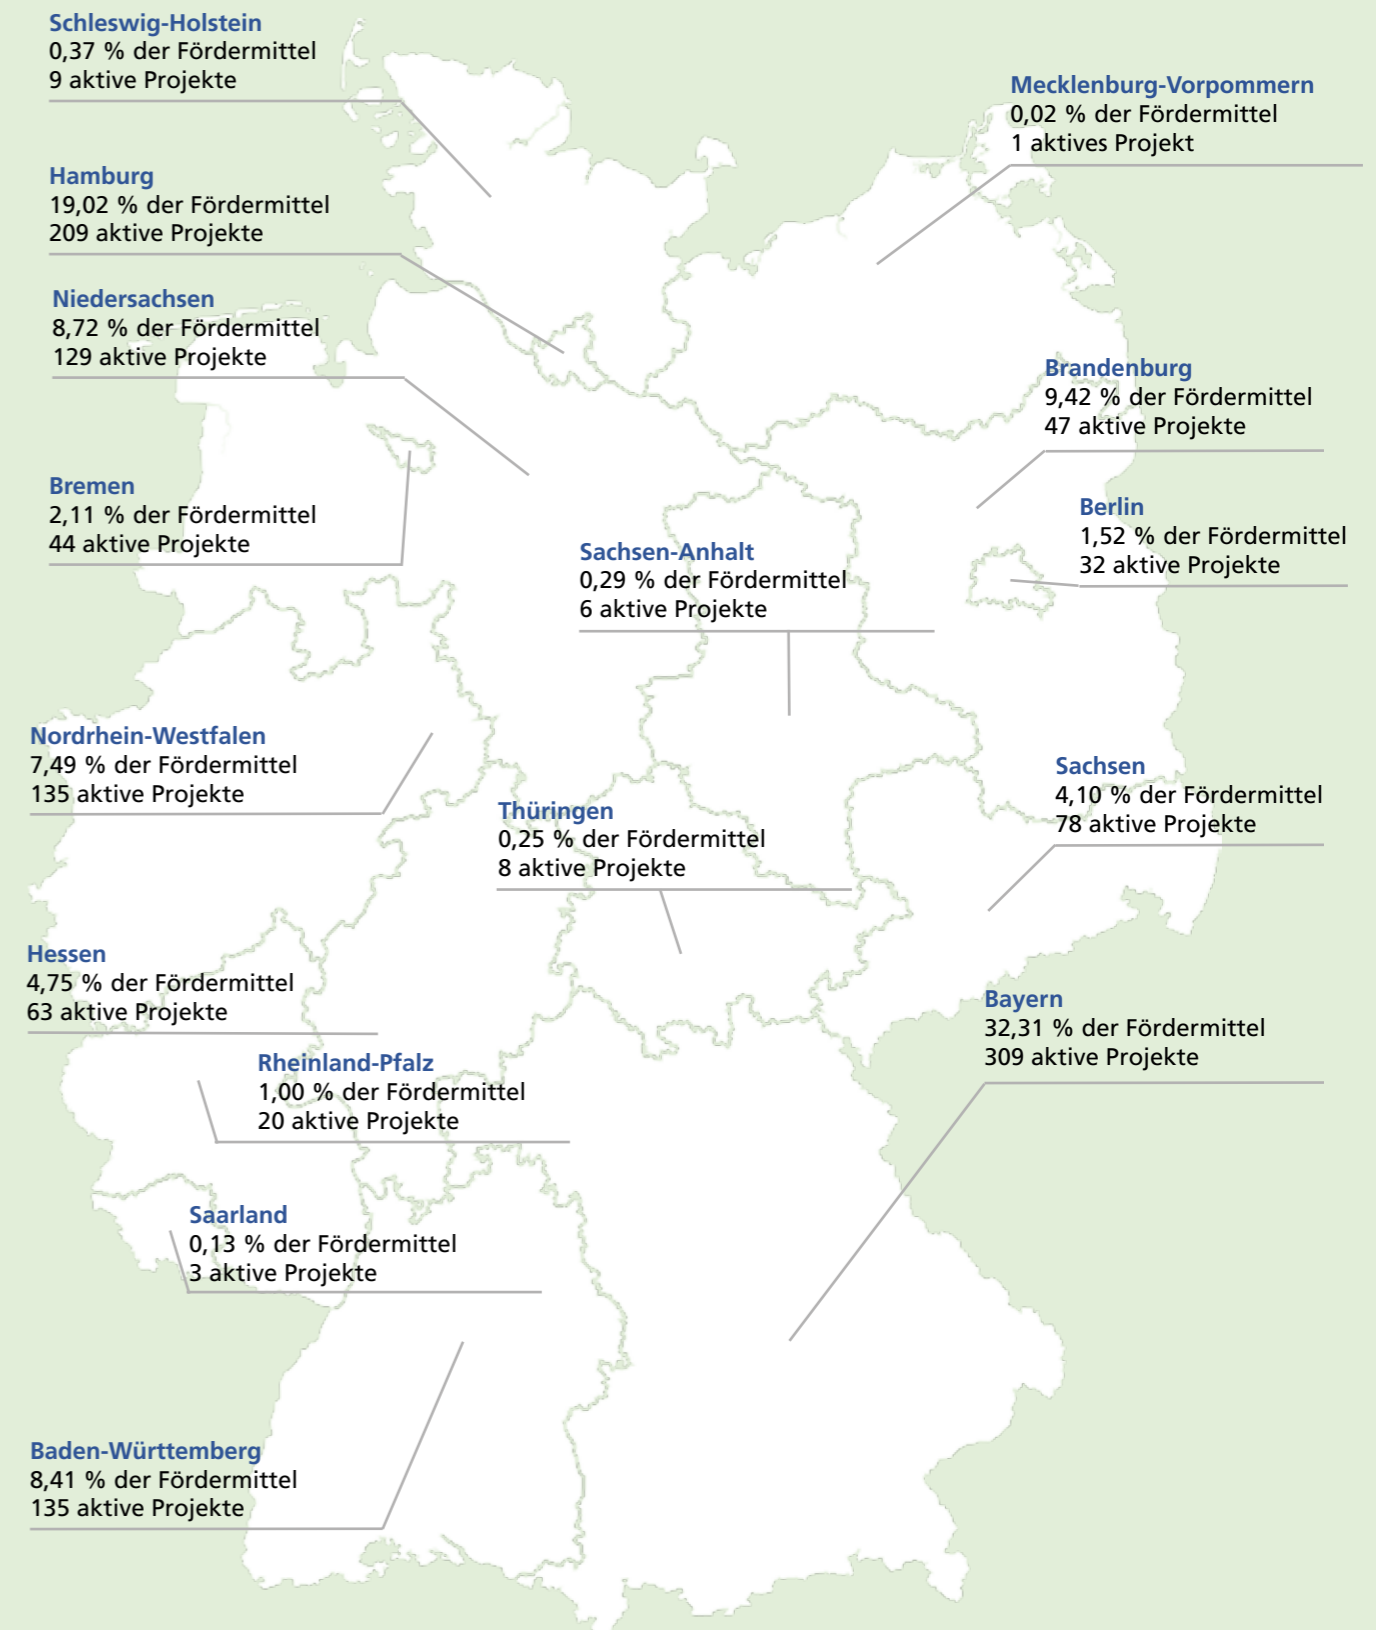 Schleswig-Holstein
0,37 % der Fördermittel
9 aktive Projekte
Mecklenburg-Vorpommern
0,02 % der Fördermittel
1 aktives Projekt
Hamburg
19,02 % der Fördermittel
209 aktive Projekte
Niedersachsen
8,72 % der Fördermittel
129 aktive Projekte
Brandenburg
9,42 % der Fördermittel
47 aktive Projekte
Bremen
2,11 % der Fördermittel
44 aktive Projekte
Berlin
1,52 % der Fördermittel
32 aktive Projekte
Sachsen-Anhalt
0,29 % der Fördermittel
6 aktive Projekte
Nordrhein-Westfalen
7,49 % der Fördermittel
135 aktive Projekte
Sachsen
4,10 % der Fördermittel
78 aktive Projekte
Thüringen
0,25 % der Fördermittel
8 aktive Projekte
Hessen
4,75 % der Fördermittel
63 aktive Projekte
Bayern
32,31 % der Fördermittel
309 aktive Projekte
Rheinland-Pfalz
1,00 % der Fördermittel
20 aktive Projekte
Saarland
0,13 % der Fördermittel
3 aktive Projekte
Baden-Württemberg
8,41 % der Fördermittel
135 aktive Projekte